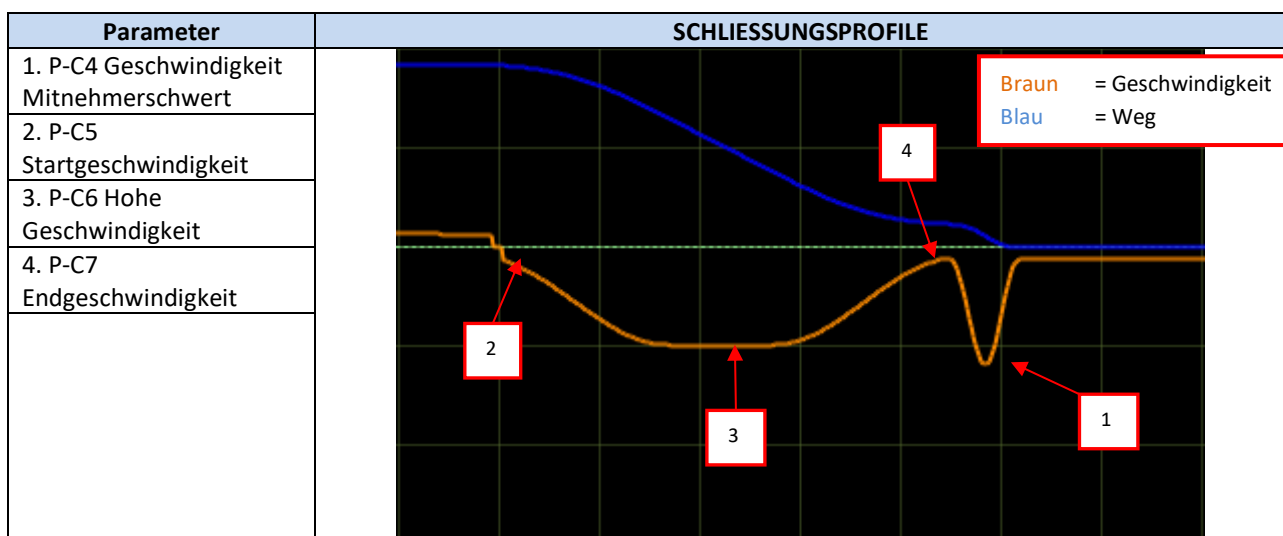 Parameter
SCHLIESSUNGSPROFILE
1. P-C4 Geschwindigkeit
Mitnehmerschwert
2. P-C5
Startgeschwindigkeit
3. P-C6 Hohe
Geschwindigkeit
4. P-C7
Endgeschwindigkeit
Braun = Geschwindigkeit
Blau = Weg
4
2
3
1